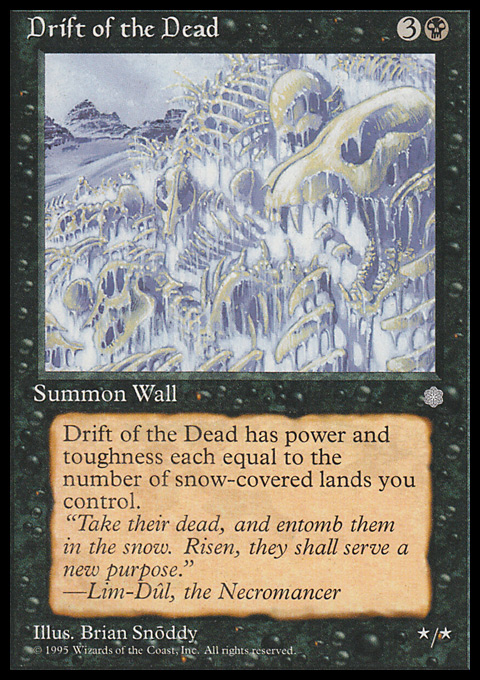 Drift of the Dead 3
Summon Wall
Drift of the Dead has power and
toughness each equal to the
number of snow-covered lands you
control.
“Take their dead, and entomb them
in the snow. Risen, they shall serve a
new purpose.”
—Lim-Dûl, the Necromancer
Illus. Brian Snōddy ★/★
© 1995 Wizards of the Coast, Inc. All rights reserved.